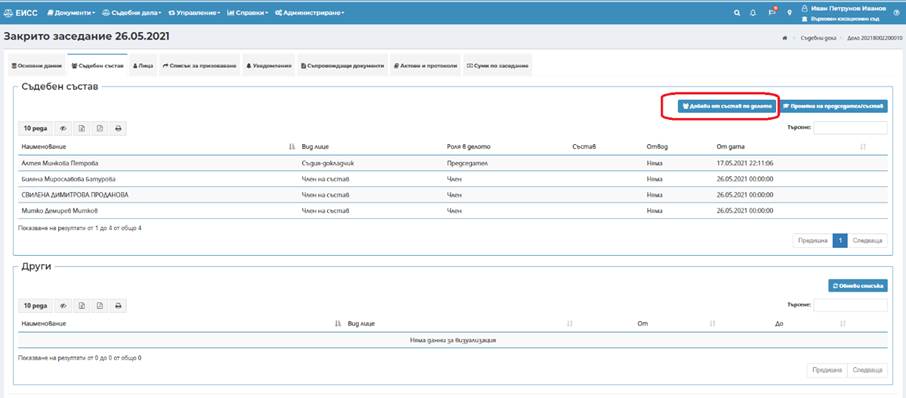 ЕИСС Документи Съдебни дела Управление Справки Администриране Иван Петрунов Иванов
Върховен касационен съд
Закрито заседание 26.05.2021
Съдебни дела Дело 20218002200010
Основни данни Съдебен състав Лица Списък за призоваване Уведомления Съпровождащи документи Актове и протоколи Суми по заседание
Съдебен състав
Добави от състав по делото Промяна на председател/състав
10 реда Търсене:
Наименование Вид лице Роля в делото Състав Отвод От дата
Алтея Минкова Петрова Съдия-докладчик Председател Няма 17.05.2021 22:11:06
Биляна Мирославова Батурова Член на състав Член Няма 26.05.2021 00:00:00
СВИЛЕНА ДИМИТРОВА ПРОДАНОВА Член на състав Член Няма 26.05.2021 00:00:00
Митко Демирев Митков Член на състав Член Няма 26.05.2021 00:00:00
Показване на резултати от 1 до 4 от общо 4
Предишна 1 Следваща
Други
Обнови списъка
10 реда Търсене:
Наименование Вид лице От До
Няма данни за визуализация
Показване на резултати от 0 до 0 от общо 0
Предишна Следваща